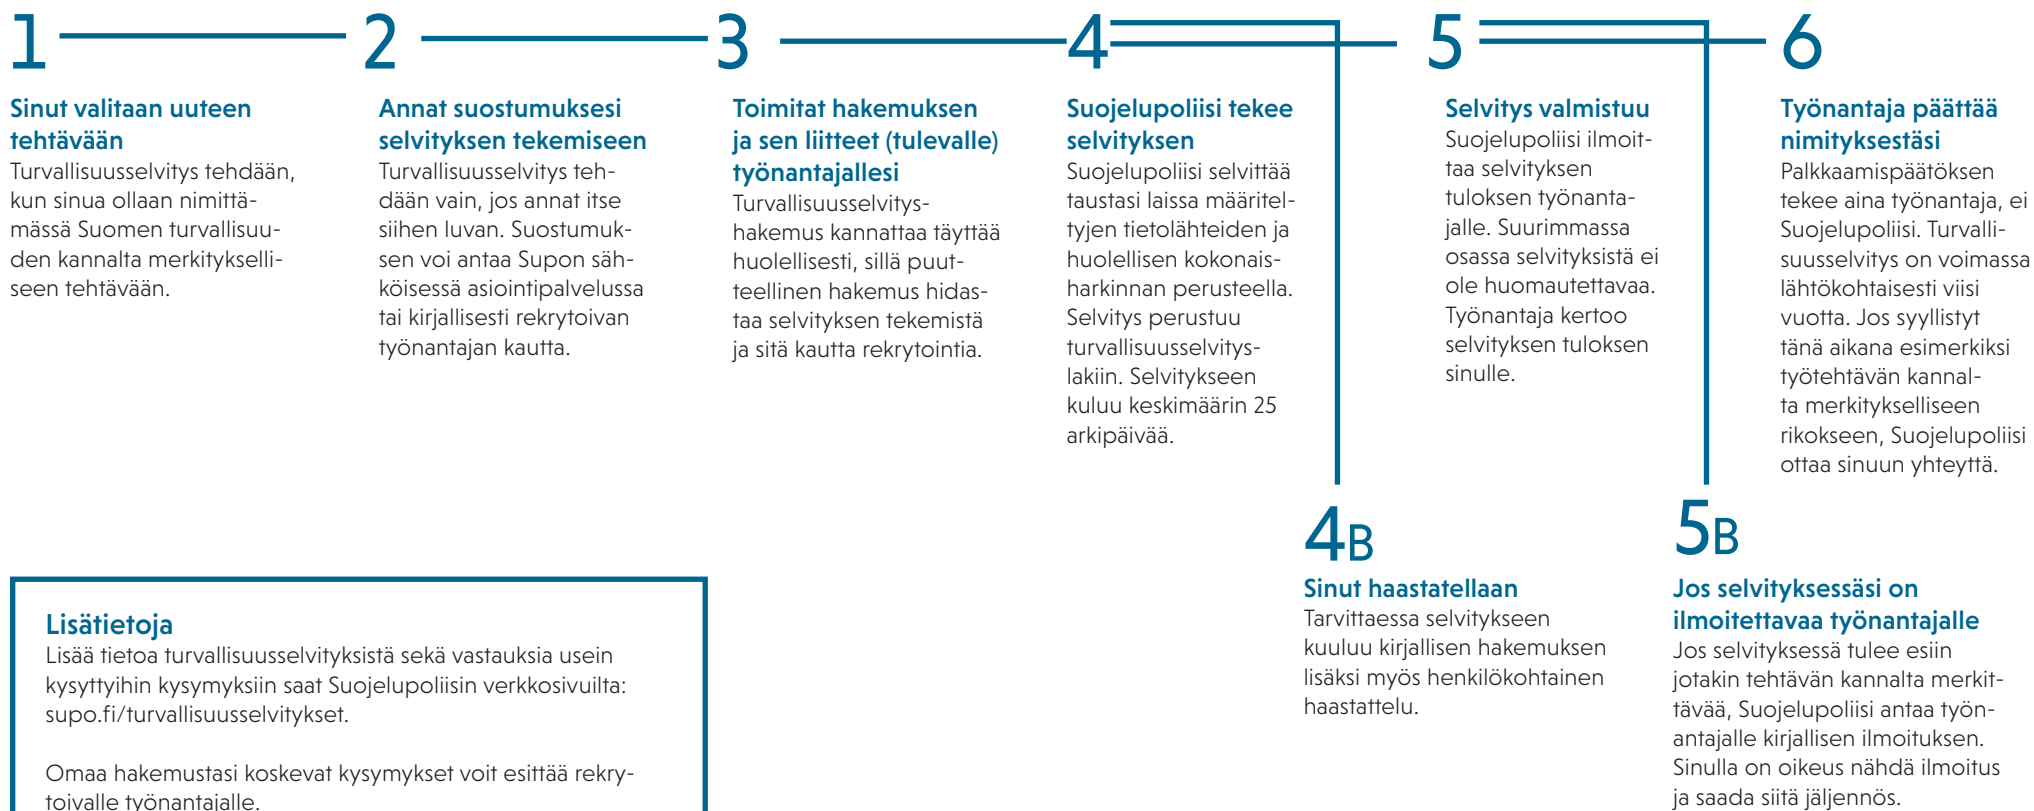 1
Sinut valitaan uuteen
tehtävään
Turvallisuusselvitys tehdään,
kun sinua ollaan nimittä-
mässä Suomen turvallisuu-
den kannalta merkitykselli-
seen tehtävään.
2
Annat suostumuksesi
selvityksen tekemiseen
Turvallisuusselvitys teh-
dään vain, jos annat itse
siihen luvan. Suostumuk-
sen voi antaa Supon säh-
köisessä asiointipalvelussa
tai kirjallisesti rekrytoivan
työnantajan kautta.
3
Toimitat hakemuksen
ja sen liitteet (tulevalle)
työnantajallesi
Turvallisuusselvitys-
hakemus kannattaa täyttää
huolellisesti, sillä puut-
teellinen hakemus hidas-
taa selvityksen tekemistä
ja sitä kautta rekrytointia.
4
Suojelupoliisi tekee
selvityksen
Suojelupoliisi selvittää
taustasi laissa määritel-
tyjen tietolähteiden ja
huolellisen kokonais-
harkinnan perusteella.
Selvitys perustuu
turvallisuusselvitys-
lakiin. Selvitykseen
kuluu keskimäärin 25
arkipäivää.
4B
Sinut haastatellaan
Tarvittaessa selvitykseen
kuuluu kirjallisen hakemuksen
lisäksi myös henkilökohtainen
haastattelu.
5
Selvitys valmistuu
Suojelupoliisi ilmoit-
taa selvityksen
tuloksen työnanta-
jalle. Suurimmassa
osassa selvityksistä ei
ole huomautettavaa.
Työnantaja kertoo
selvityksen tuloksen
sinulle.
5B
Jos selvityksessäsi on
ilmoitettavaa työnantajalle
Jos selvityksessä tulee esiin
jotakin tehtävän kannalta merkit-
tävää, Suojelupoliisi antaa työn-
antajalle kirjallisen ilmoituksen.
Sinulla on oikeus nähdä ilmoitus
ja saada siitä jäljennös.
6
Työnantaja päättää
nimityksestäsi
Palkkaamispäätöksen
tekee aina työnantaja, ei
Suojelupoliisi. Turvalli-
suusselvitys on voimassa
lähtökohtaisesti viisi
vuotta. Jos syyllistyt
tänä aikana esimerkiksi
työtehtävän kannal-
ta merkitykselliseen
rikokseen, Suojelupoliisi
ottaa sinuun yhteyttä.
Lisätietoja
Lisää tietoa turvallisuusselvityksistä sekä vastauksia usein
kysyttyihin kysymyksiin saat Suojelupoliisin verkkosivuilta:
supo.fi/turvallisuusselvitykset.
Omaa hakemustasi koskevat kysymykset voit esittää rekry-
toivalle työnantajalle.